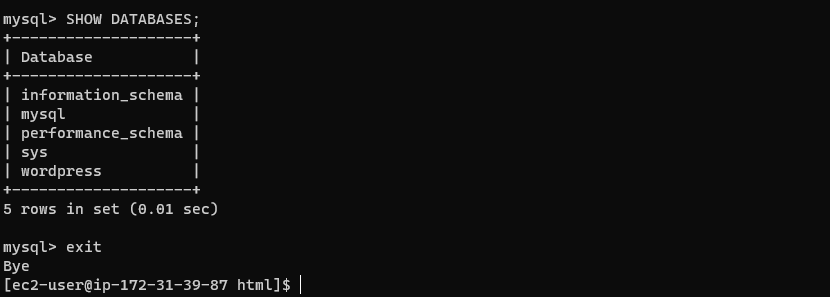 mysql> SHOW DATABASES;
+--------------------+
| Database           |
+--------------------+
| information_schema |
| mysql              |
| performance_schema |
| sys                |
| wordpress          |
+--------------------+
5 rows in set (0.01 sec)
mysql> exit
Bye
[ec2-user@ip-172-31-39-87 html]$